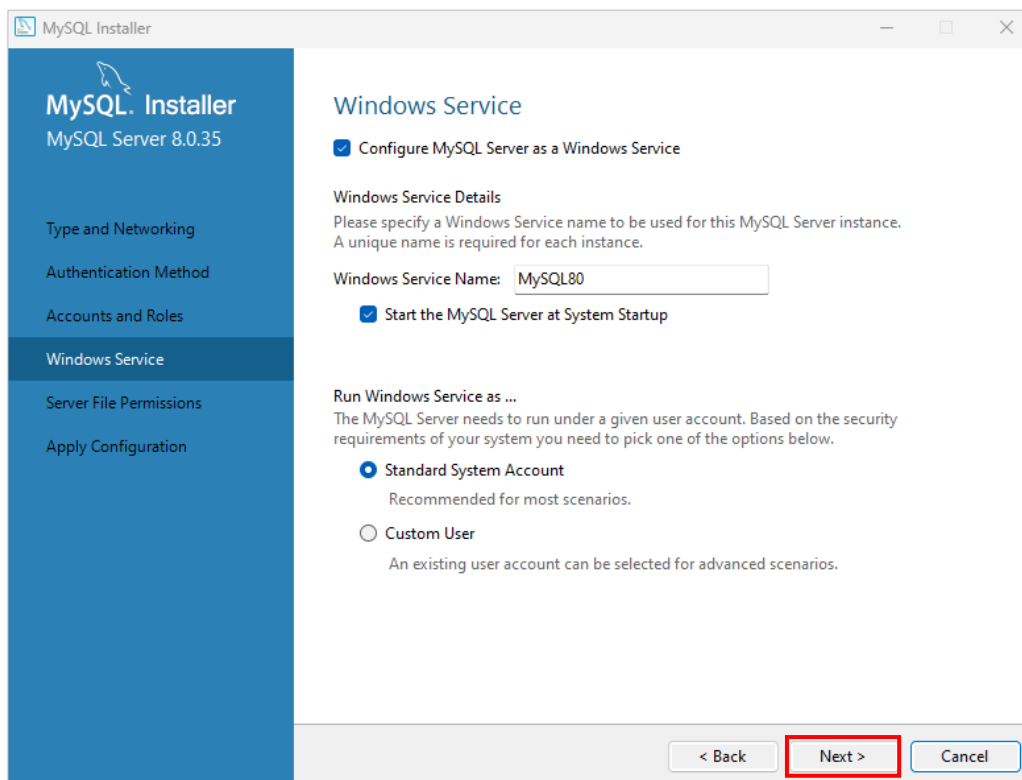 MySQL Installer
MySQL. Installer
MySQL Server 8.0.35
Type and Networking
Authentication Method
Accounts and Roles
Windows Service
Server File Permissions
Apply Configuration
Windows Service
Configure MySQL Server as a Windows Service
Windows Service Details
Please specify a Windows Service name to be used for this MySQL Server instance.
A unique name is required for each instance.
Windows Service Name: MySQL80
Start the MySQL Server at System Startup
Run Windows Service as ...
The MySQL Server needs to run under a given user account. Based on the security
requirements of your system you need to pick one of the options below.
Standard System Account
Recommended for most scenarios.
Custom User
An existing user account can be selected for advanced scenarios.
< Back Next > Cancel